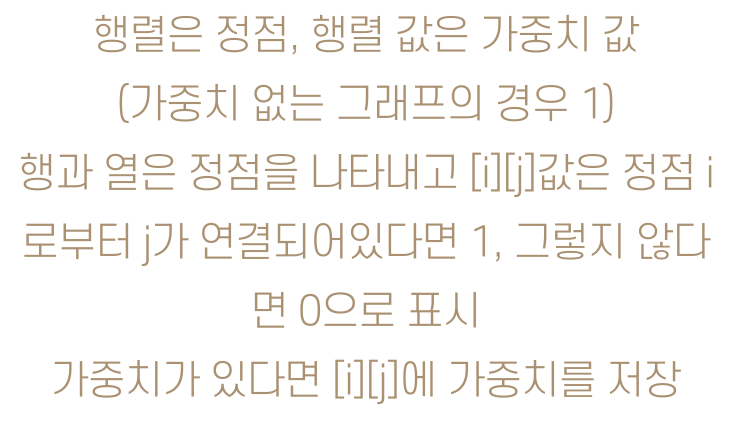 행렬은 정점, 행렬 값은 가중치 값
(가중치 없는 그래프의 경우 1)
행과 열은 정점을 나타내고 [i][j]값은 정점 i
로부터 j가 연결되어있다면 1, 그렇지 않다
면 0으로 표시
가중치가 있다면 [i][j]에 가중치를 저장